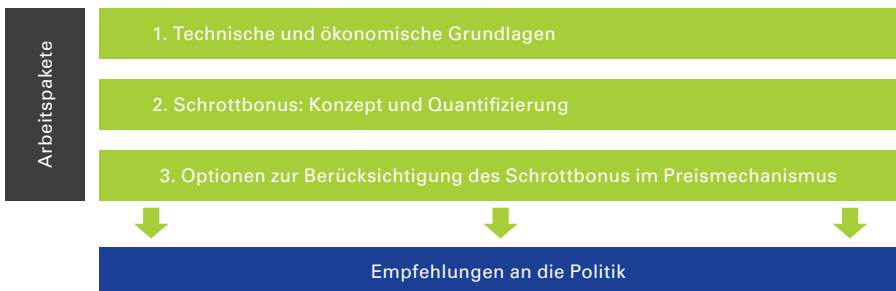 Arbeitspakete
1. Technische und ökonomische Grundlagen
2. Schrottbonus: Konzept und Quantifizierung
3. Optionen zur Berücksichtigung des Schrottbonus im Preismechanismus
Empfehlungen an die Politik